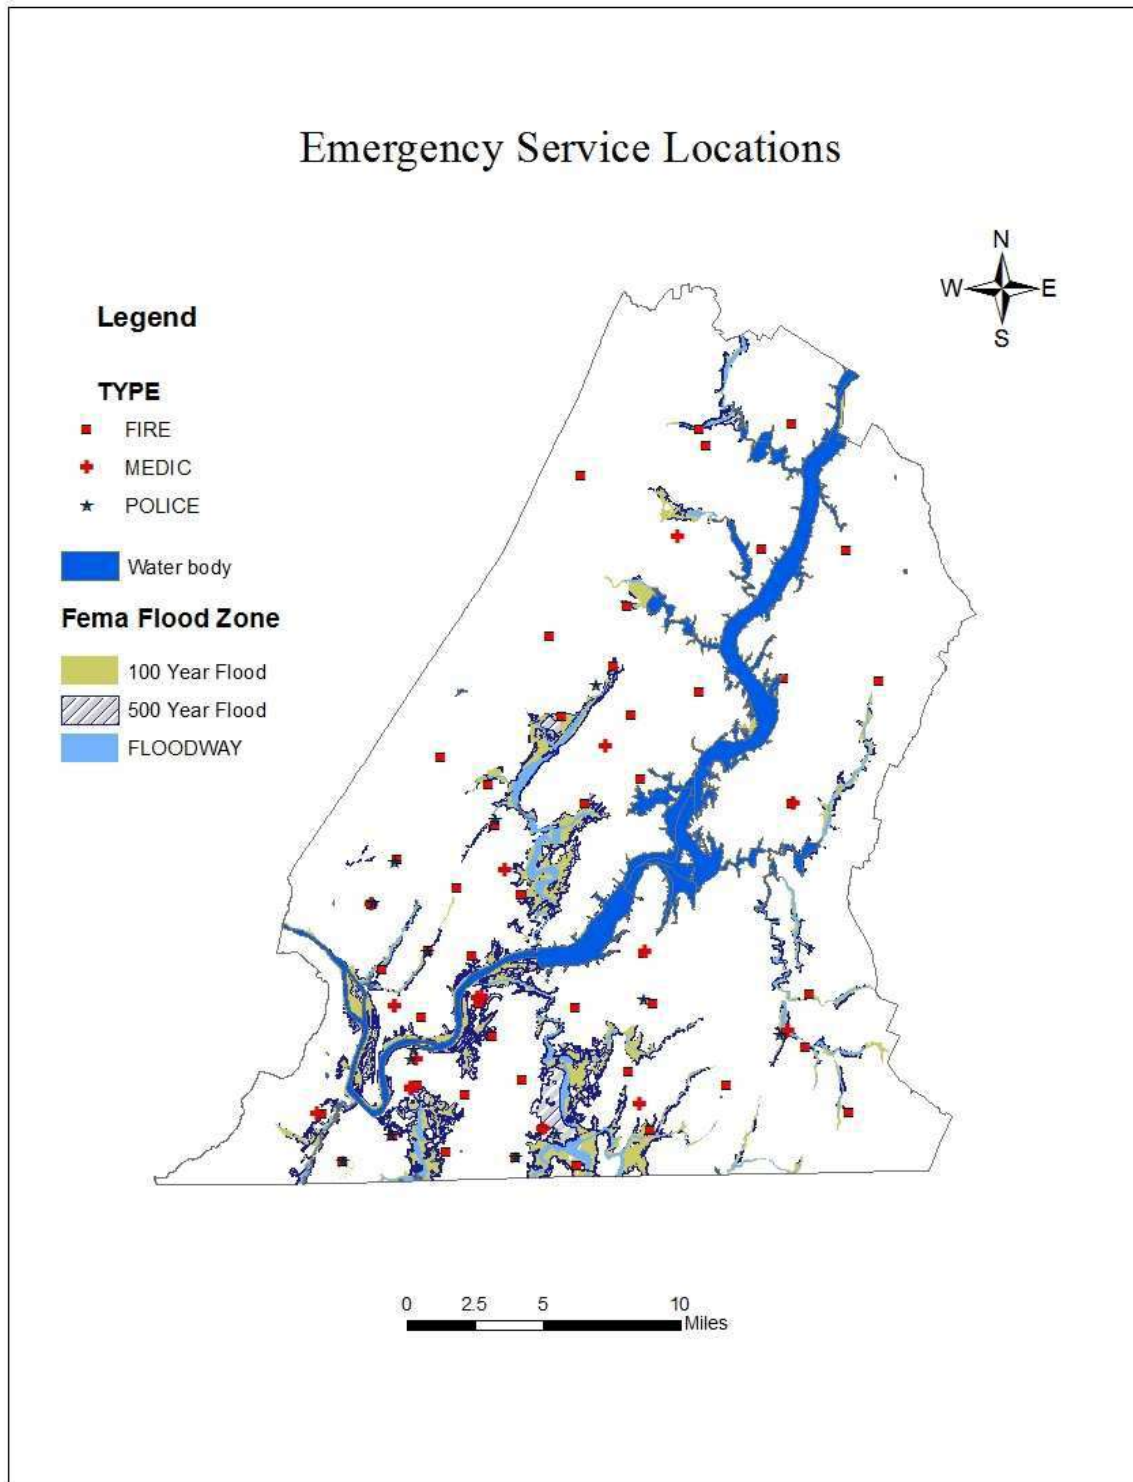 Emergency Service Locations
N
W E
S
Legend
TYPE
FIRE
MEDIC
POLICE
Water body
Fema Flood Zone
100 Year Flood
500 Year Flood
FLOODWAY
0 2.5 5 10
Miles